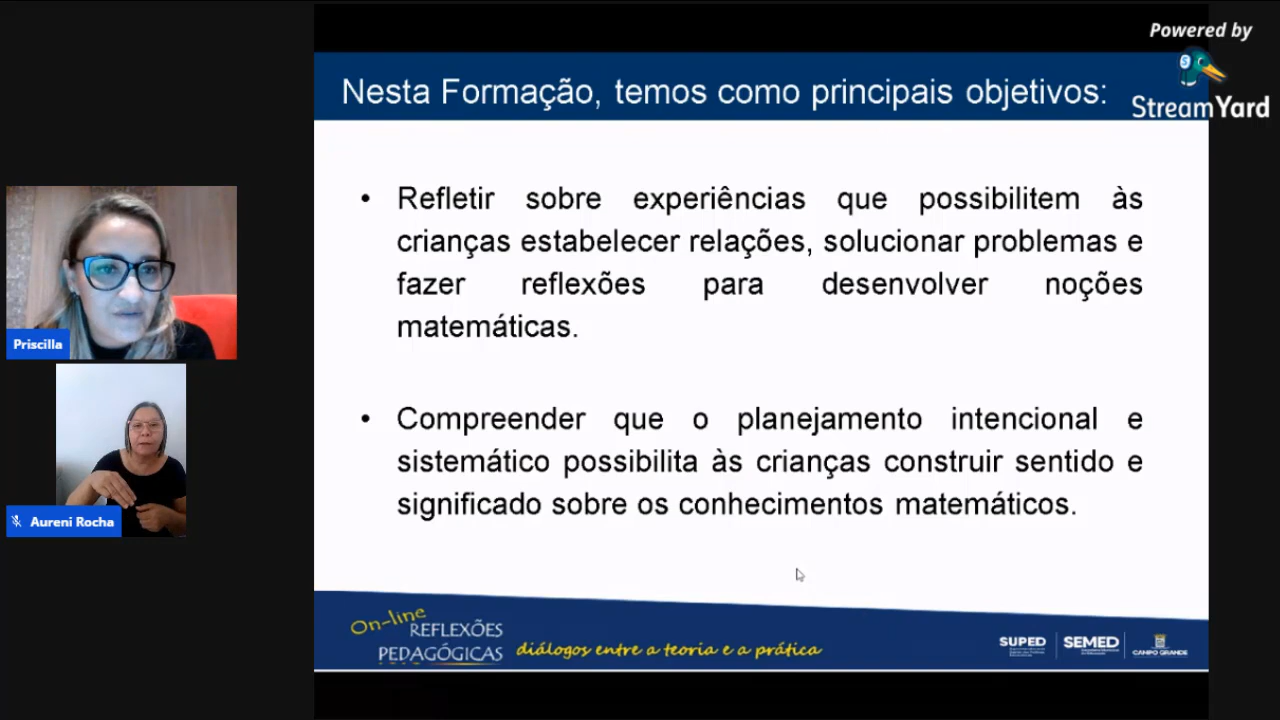 Powered by
StreamYard
Nesta Formação, temos como principais objetivos:
• Refletir sobre experiências que possibilitem às
crianças estabelecer relações, solucionar problemas e
fazer reflexões para desenvolver noções
matemáticas.
• Compreender que o planejamento intencional e
sistemático possibilita às crianças construir sentido e
significado sobre os conhecimentos matemáticos.
Priscilla
Aureni Rocha
On-line
REFLEXÕES
PEDAGÓGICAS
diálogos entre a teoria e a prática
SUPED
SEMED
CAMPO GRANDE